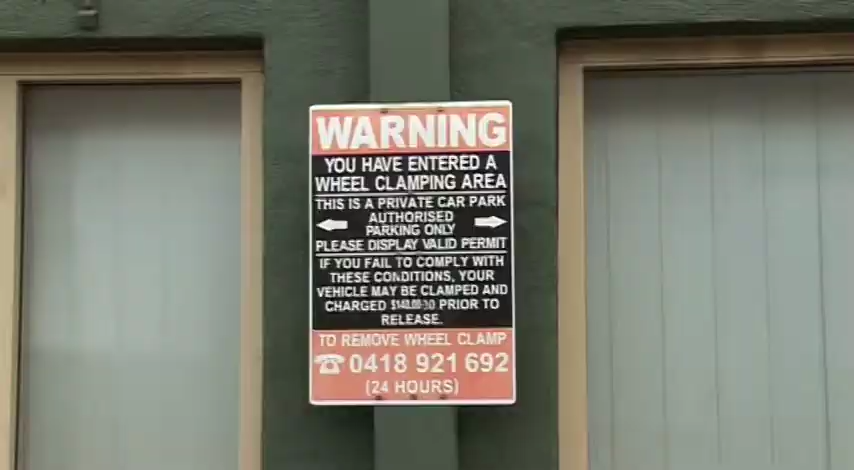 WARNING
YOU HAVE ENTERED A
WHEEL CLAMPING AREA
THIS IS A PRIVATE CAR PARK
AUTHORISED
PARKING ONLY
PLEASE DISPLAY VALID PERMIT
IF YOU FAIL TO COMPLY WITH
THESE CONDITIONS, YOUR
VEHICLE MAY BE CLAMPED AND
CHARGED PRIOR TO
RELEASE.
TO REMOVE WHEEL CLAMP
0418 921 692
(24 HOURS)